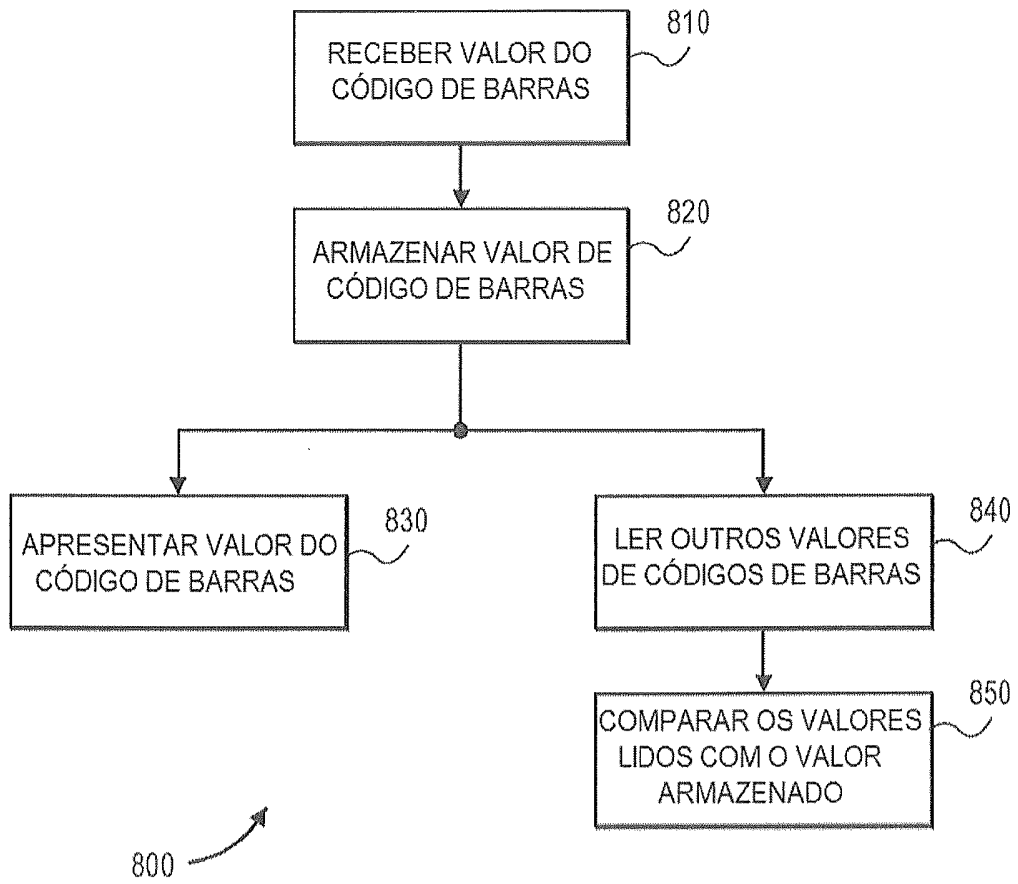 810
RECEBER VALOR DO
CÓDIGO DE BARRAS
820
ARMAZENAR VALOR DE
CÓDIGO DE BARRAS
830
APRESENTAR VALOR DO
CÓDIGO DE BARRAS
840
LER OUTROS VALORES
DE CÓDIGOS DE BARRAS
850
COMPARAR OS VALORES
LIDOS COM O VALOR
ARMAZENADO
800